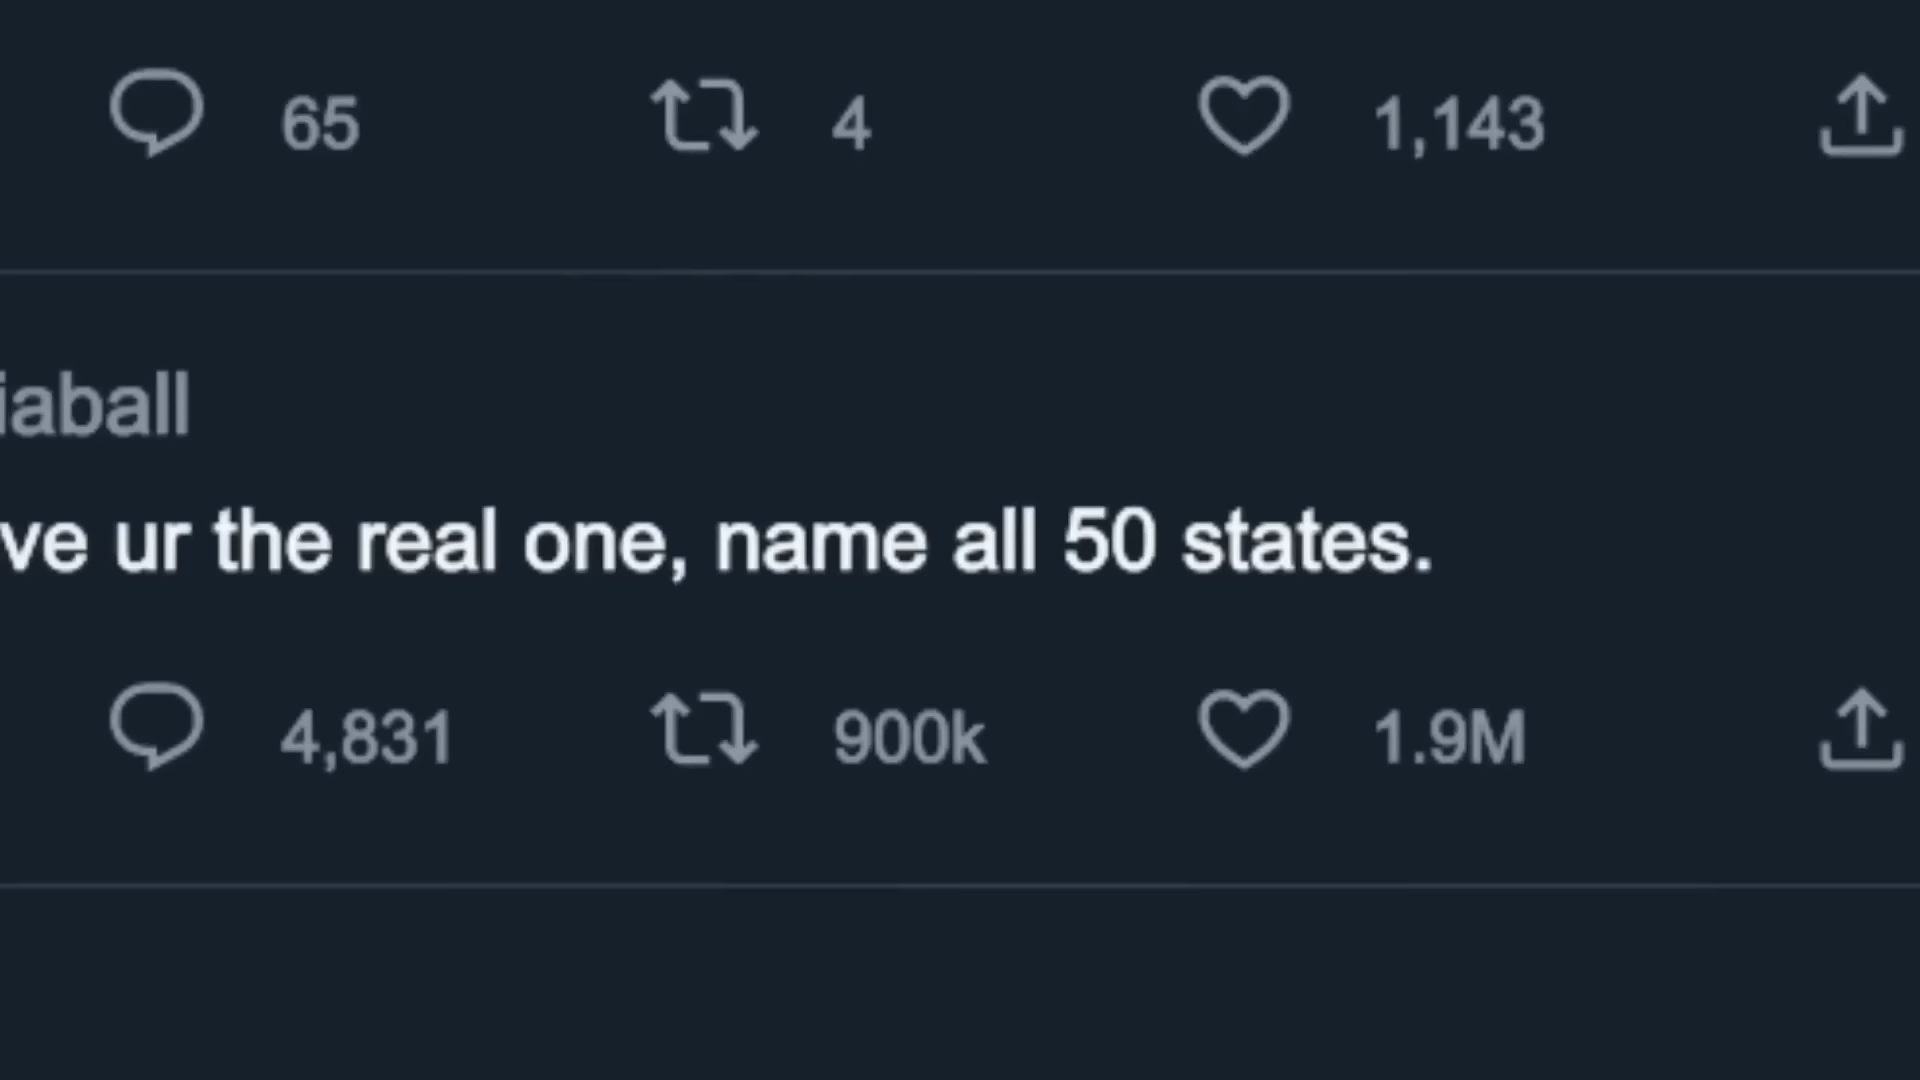 65 4 1,143
iaball
ve ur the real one, name all 50 states.
4,831 900k 1.9M